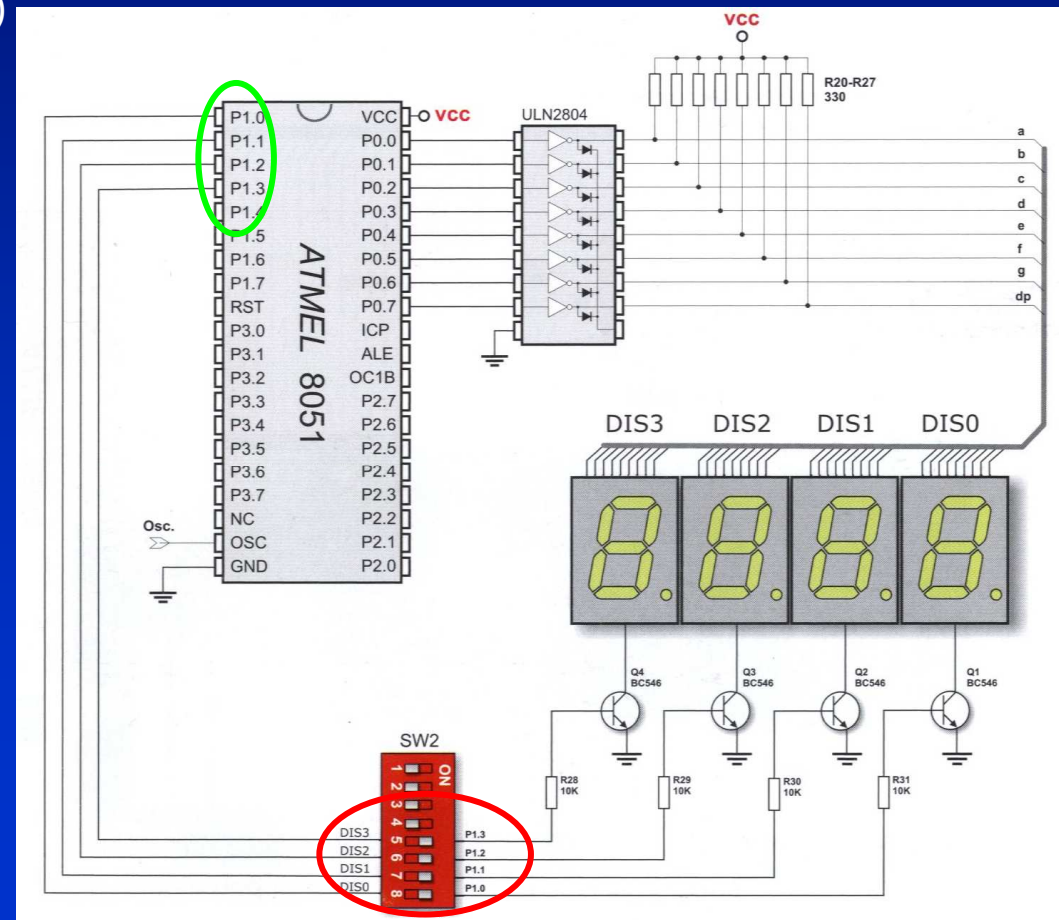 )
VCC
R20-R27
330
P1.0 VCC VCC
P1.1 P0.0
P1.2 P0.1
P1.3 P0.2
P1.4 P0.3
P1.5 P0.4
P1.6 P0.5
P1.7 P0.6
RST P0.7
P3.0 ICP
P3.1 ALE
P3.2 OC1B
P3.3 P2.7
P3.4 P2.6
P3.5 P2.5
P3.6 P2.4
P3.7 P2.3
NC P2.2
OSC P2.1
GND P2.0
ATMEL 8051
Osc.
ULN2804
a
b
c
d
e
f
g
dp
DIS3 DIS2 DIS1 DIS0
8. 8. 8. 8.
Q4
BC546
Q3
BC546
Q2
BC546
Q1
BC546
R28
10K
R29
10K
R30
10K
R31
10K
SW2
ON
1
2
3
4
DIS3 5 P1.3
DIS2 6 P1.2
DIS1 7 P1.1
DIS0 8 P1.0